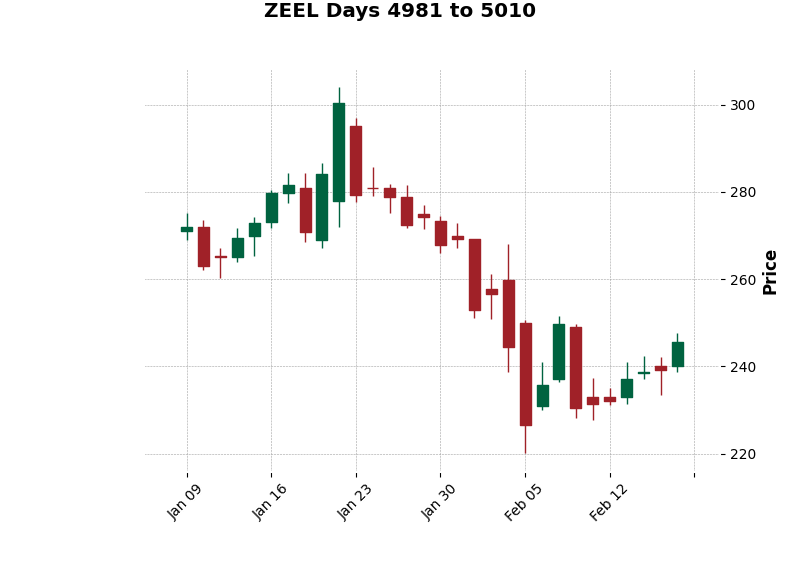 ZEEL Days 4981 to 5010
300
280
260
240
220
Price
Jan 09
Jan 16
Jan 23
Jan 30
Feb 05
Feb 12